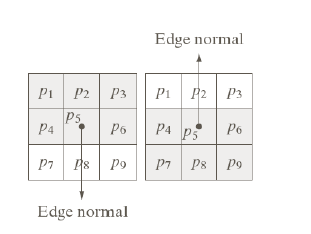 Edge normal
p1 p2 p3 p1 p2 p3
p4 p5 p6 p4 p5 p6
p7 p8 p9 p7 p8 p9
Edge normal